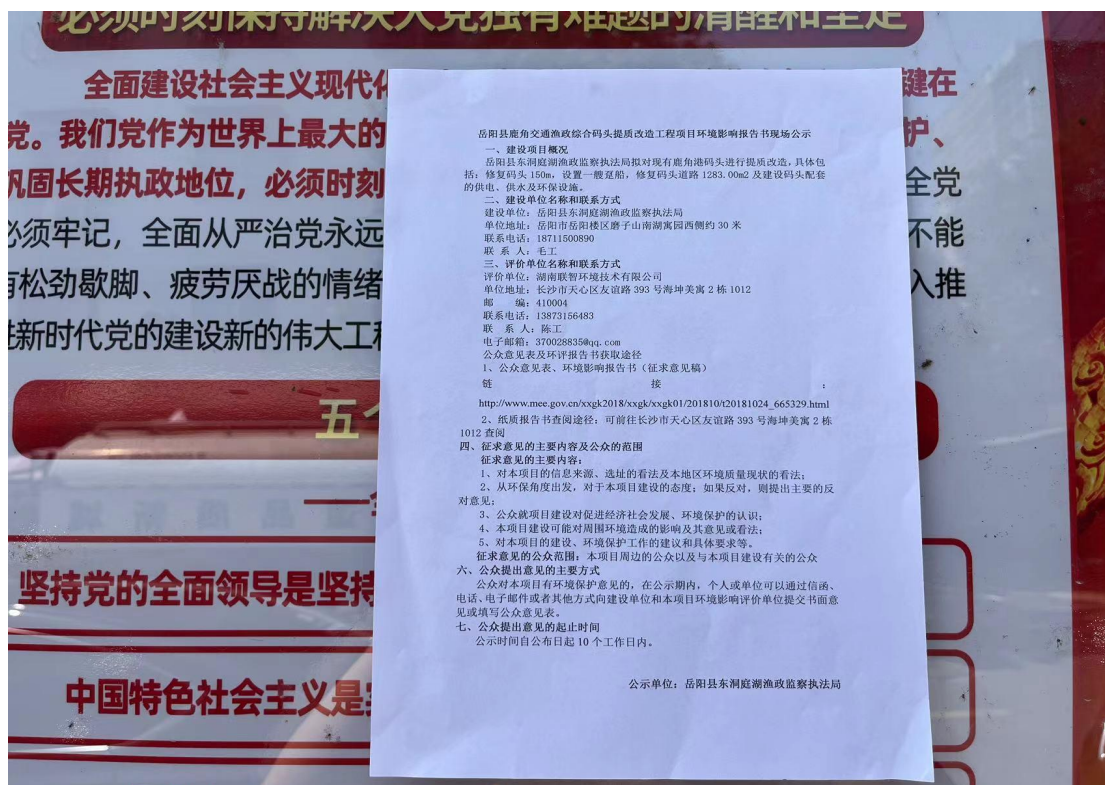 必须时刻保持解决大党独有难题的清醒和坚定
全面建设社会主义现代化
键在
党。我们党作为世界上最大的
护、
巩固长期执政地位，必须时刻
全党
必须牢记，全面从严治党永远
不能
有松劲歇脚、疲劳厌战的情绪
入推
进新时代党的建设新的伟大工程
五个
坚持党的全面领导是坚持
中国特色社会主义是实
岳阳县鹿角交通渔政综合码头提质改造工程项目环境影响报告书现场公示
一、建设项目概况
岳阳县东洞庭湖渔政监察执法局拟对现有鹿角港码头进行提质改造，具体包
括：修复码头 150m，设置一艘趸船，修复码头道路 1283.00m2 及建设码头配套
的供电、供水及环保设施。
二、建设单位名称和联系方式
建设单位：岳阳县东洞庭湖渔政监察执法局
单位地址：岳阳市岳阳楼区磨子山南湖寓园西侧约 30 米
联系电话：18711500890
联 系 人：毛工
三、评价单位名称和联系方式
评价单位：湖南联智环境技术有限公司
单位地址：长沙市天心区友谊路 393 号海坤美寓 2 栋 1012
邮 编：410004
联系电话：13873156483
联 系 人：陈工
电子邮箱：370028835@qq.com
公众意见表及环评报告书获取途径
1、公众意见表、环境影响报告书（征求意见稿）
链 接 ：
http://www.mee.gov.cn/xxgk2018/xxgk/xxgk01/201810/t20181024_665329.html
2、纸质报告书查阅途径：可前往长沙市天心区友谊路 393 号海坤美寓 2 栋
1012 查阅
四、征求意见的主要内容及公众的范围
征求意见的主要内容：
1、对本项目的信息来源、选址的看法及本地区环境质量现状的看法；
2、从环保角度出发，对于本项目建设的态度；如果反对，则提出主要的反
对意见；
3、公众就项目建设对促进经济社会发展、环境保护的认识；
4、本项目建设可能对周围环境造成的影响及其意见或看法；
5、对本项目的建设、环境保护工作的建议和具体要求等。
征求意见的公众范围：本项目周边的公众以及与本项目建设有关的公众
六、公众提出意见的主要方式
公众对本项目有环境保护意见的，在公示期内，个人或单位可以通过信函、
电话、电子邮件或者其他方式向建设单位和本项目环境影响评价单位提交书面意
见或填写公众意见表。
七、公众提出意见的起止时间
公示时间自公布日起 10 个工作日内。
公示单位：岳阳县东洞庭湖渔政监察执法局